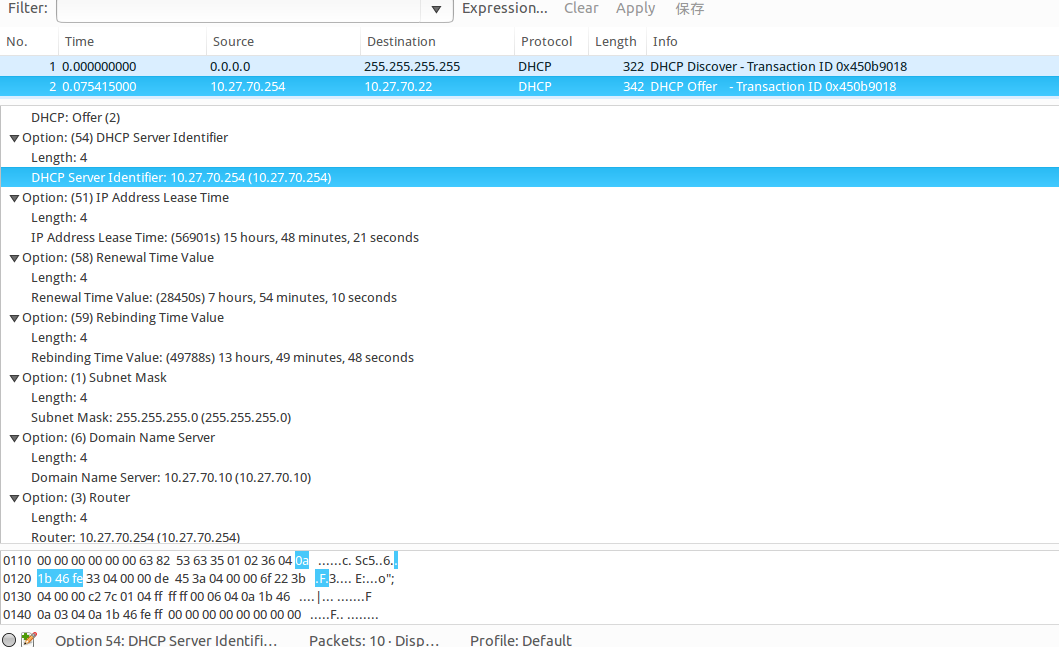 Filter: Expression... Clear Apply 保存
No. Time Source Destination Protocol Length Info
1 0.000000000 0.0.0.0 255.255.255.255 DHCP 322 DHCP Discover - Transaction ID 0x450b9018
2 0.075415000 10.27.70.254 10.27.70.22 DHCP 342 DHCP Offer - Transaction ID 0x450b9018
DHCP: Offer (2)
Option: (54) DHCP Server Identifier
Length: 4
DHCP Server Identifier: 10.27.70.254 (10.27.70.254)
Option: (51) IP Address Lease Time
Length: 4
IP Address Lease Time: (56901s) 15 hours, 48 minutes, 21 seconds
Option: (58) Renewal Time Value
Length: 4
Renewal Time Value: (28450s) 7 hours, 54 minutes, 10 seconds
Option: (59) Rebinding Time Value
Length: 4
Rebinding Time Value: (49788s) 13 hours, 49 minutes, 48 seconds
Option: (1) Subnet Mask
Length: 4
Subnet Mask: 255.255.255.0 (255.255.255.0)
Option: (6) Domain Name Server
Length: 4
Domain Name Server: 10.27.70.10 (10.27.70.10)
Option: (3) Router
Length: 4
Router: 10.27.70.254 (10.27.70.254)
0110 00 00 00 00 00 00 63 82 53 63 35 01 02 36 04 0a ......c. Sc5..6..
0120 1b 46 fe 33 04 00 00 de 45 3a 04 00 00 6f 22 3b .F.3.... E:...o";
0130 04 00 00 c2 7c 01 04 ff ff ff 00 06 04 0a 1b 46 ....|... .......F
0140 0a 03 04 0a 1b 46 fe ff 00 00 00 00 00 00 00 00 .....F.. ........
Option 54: DHCP Server Identifi... Packets: 10 · Disp... Profile: Default